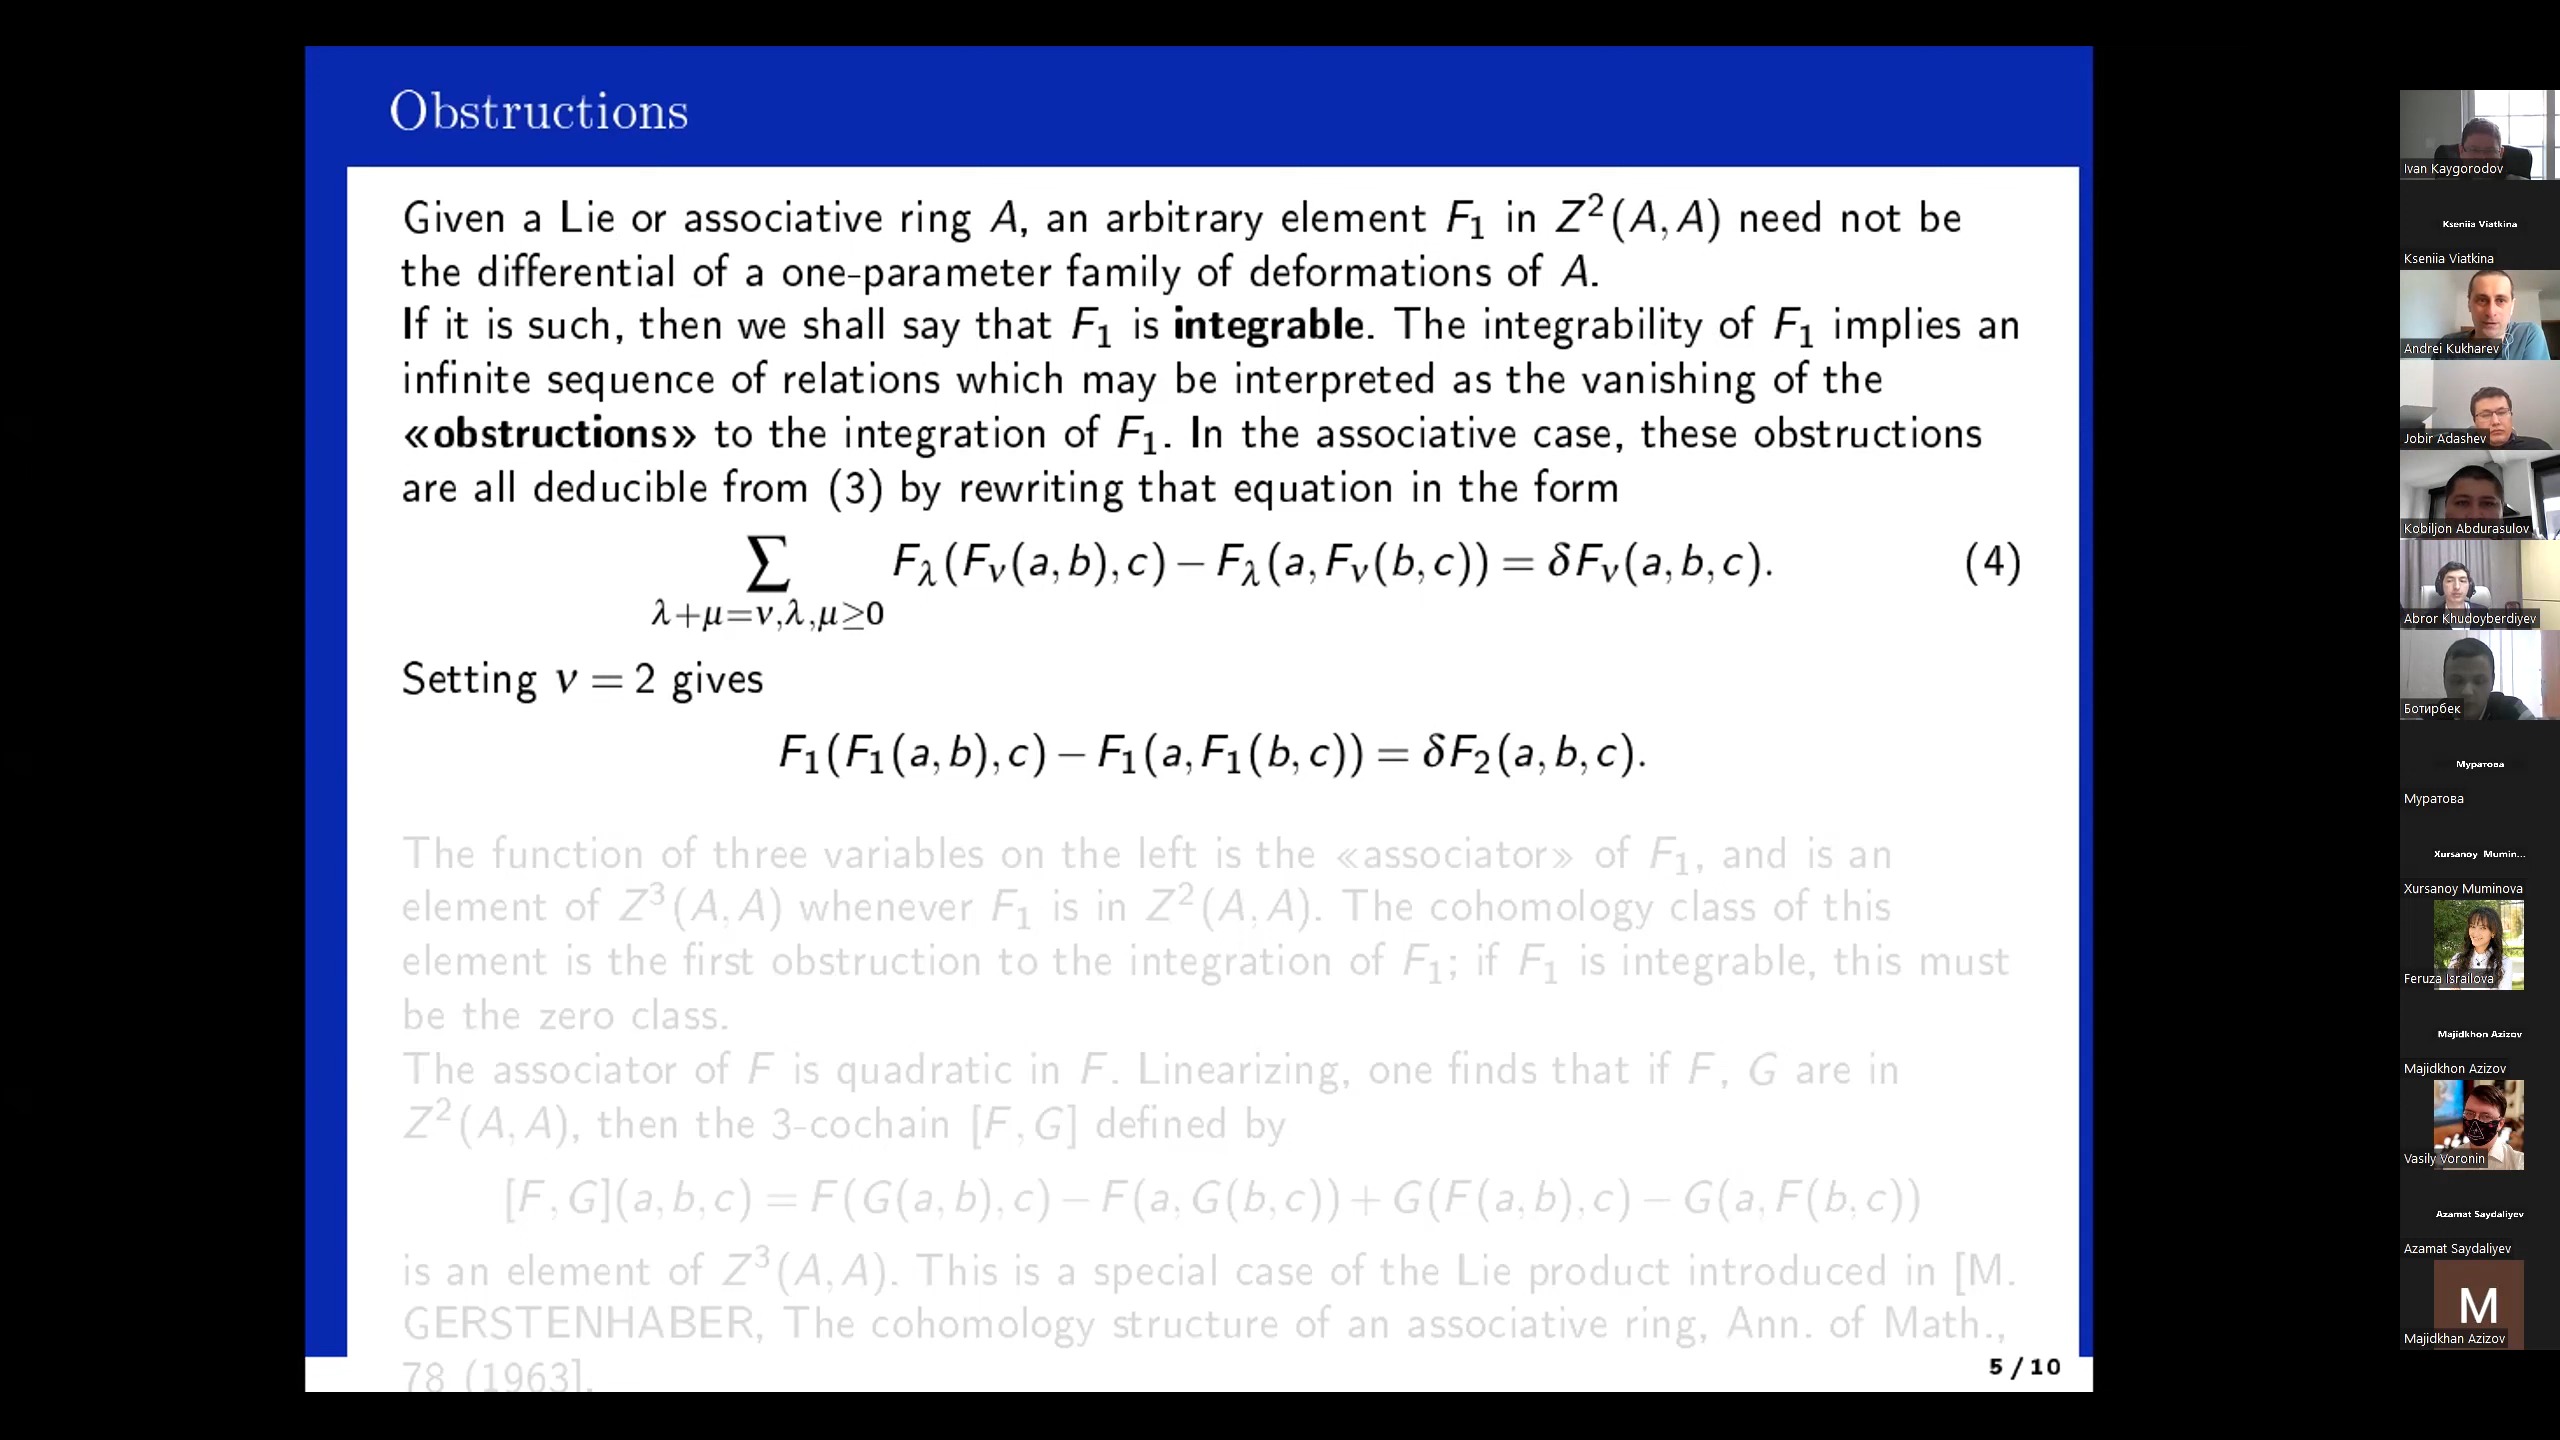 Obstructions
Given a Lie or associative ring A, an arbitrary element F₁ in Z²(A,A) need not be
the differential of a one-parameter family of deformations of A.
If it is such, then we shall say that F₁ is integrable. The integrability of F₁ implies an
infinite sequence of relations which may be interpreted as the vanishing of the
«obstructions» to the integration of F₁. In the associative case, these obstructions
are all deducible from (3) by rewriting that equation in the form
∑ F_λ(F_ν(a,b),c) − F_λ(a,F_ν(b,c)) = δF_ν(a,b,c). (4)
λ+μ=ν,λ,μ≥0
Setting ν = 2 gives
F₁(F₁(a,b),c) − F₁(a,F₁(b,c)) = δF₂(a,b,c).
The function of three variables on the left is the «associator» of F₁, and is an
element of Z³(A,A) whenever F₁ is in Z²(A,A). The cohomology class of this
element is the first obstruction to the integration of F₁; if F₁ is integrable, this must
be the zero class.
The associator of F is quadratic in F. Linearizing, one finds that if F, G are in
Z²(A,A), then the 3-cochain [F,G] defined by
[F,G](a,b,c) = F(G(a,b),c) − F(a,G(b,c)) + G(F(a,b),c) − G(a,F(b,c))
is an element of Z³(A,A). This is a special case of the Lie product introduced in [M.
GERSTENHABER, The cohomology structure of an associative ring, Ann. of Math.,
78 (1963].
5 / 10
Ivan Kaygorodov
Kseniia Viatkina
Kseniia Viatkina
Andrei Kukharev
Jobir Adashev
Kobiljon Abdurasulov
Abror Khudoyberdiyev
Ботирбек
Муратова
Муратова
Xursanoy Mumin...
Xursanoy Muminova
Feruza Israilova
Majidkhon Azizov
Majidkhon Azizov
Vasily Voronin
Azamat Saydaliyev
Azamat Saydaliyev
M
Majidkhan Azizov